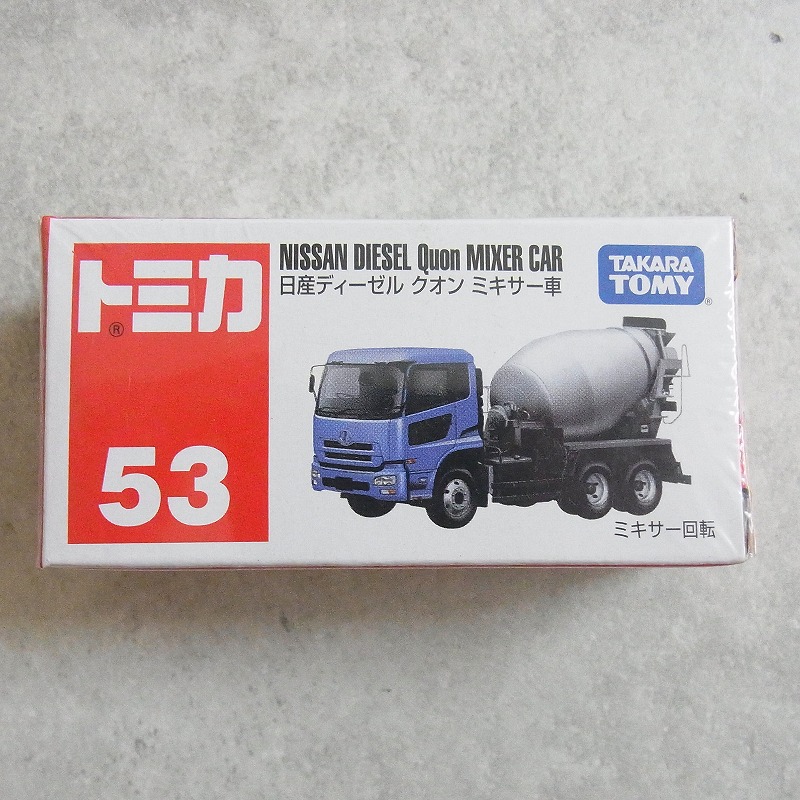 トミカ
®
53
NISSAN DIESEL Quon MIXER CAR
日産ディーゼル クオン ミキサー車
TAKARA
TOMY®
ミキサー回転